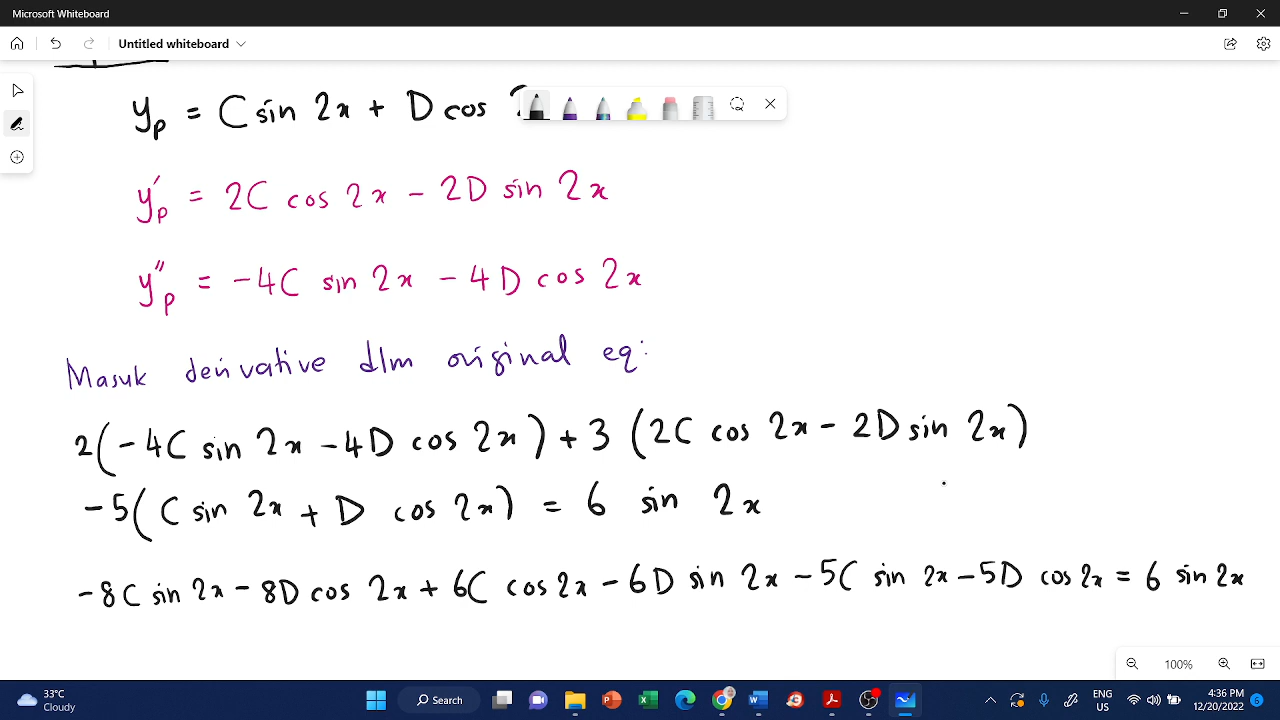 Microsoft Whiteboard
Untitled whiteboard
yp = C sin 2x + D cos 2
y'p = 2C cos 2x - 2D sin 2x
y"p = -4C sin 2x - 4D cos 2x
Masuk derivative dlm original eq:
2(-4C sin 2x - 4D cos 2x) + 3 (2C cos 2x - 2D sin 2x)
-5(C sin 2x + D cos 2x) = 6 sin 2x
-8C sin 2x - 8D cos 2x + 6C cos 2x - 6D sin 2x - 5C sin 2x - 5D cos 2x = 6 sin 2x
100%
33°C
Cloudy
Search
ENG
US
4:36 PM
12/20/2022